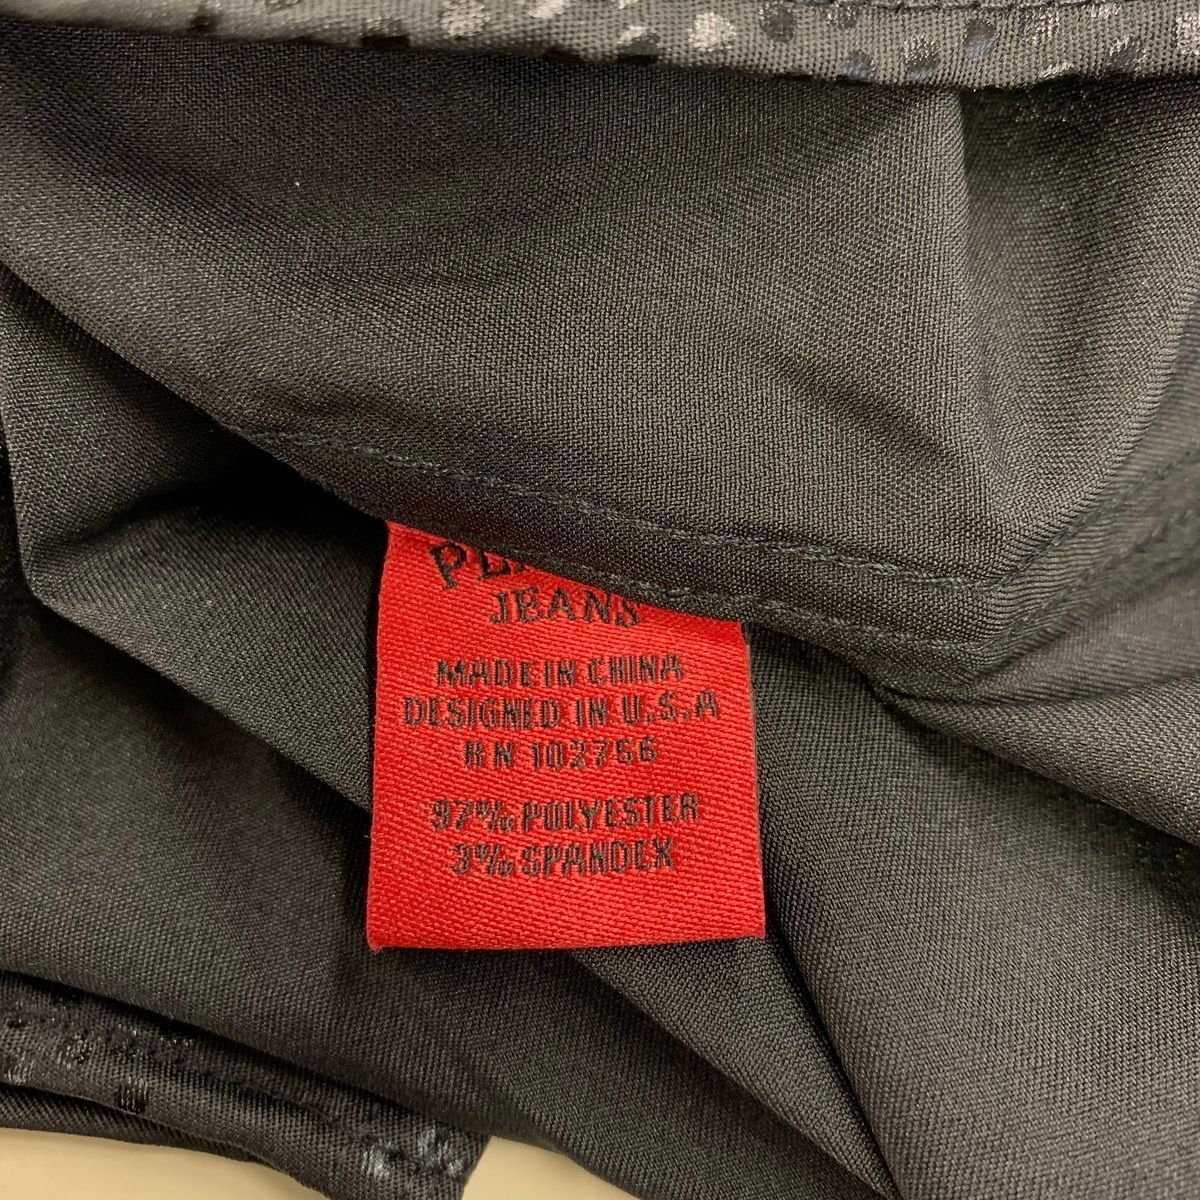 JEANS
MADE IN CHINA
DESIGNED IN U.S.A
RN 102756
97% POLYESTER
3% SPANDEX